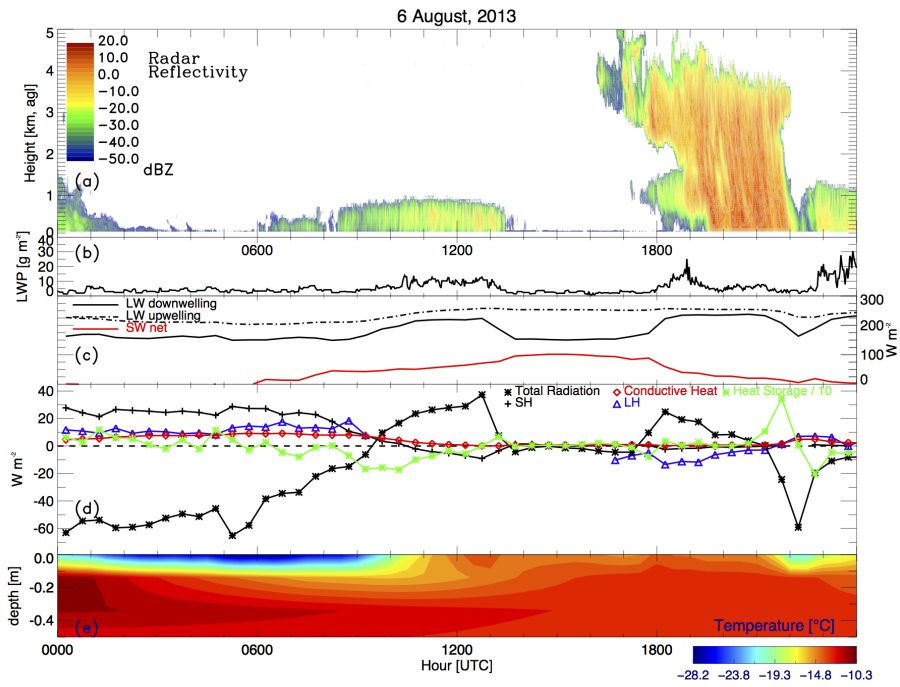 6 August, 2013
5
4
3
2
1
0
Height [km, agl]
20.0
10.0
0.0
−10.0
−20.0
−30.0
−40.0
−50.0
dBZ
Radar
Reflectivity
(a)
0600
1200
1800
40
30
20
10
0
LWP [g m-2]
(b)
LW downwelling
LW upwelling
SW net
(c)
300
200
100
0
W m-2
40
20
0
−20
−40
−60
W m-2
Total Radiation
Conductive Heat
Heat Storage / 10
SH
LH
(d)
0.0
−0.2
−0.4
depth [m]
(e)
Temperature [°C]
0000
0600
1200
1800
Hour [UTC]
−28.2
−23.8
−19.3
−14.8
−10.3